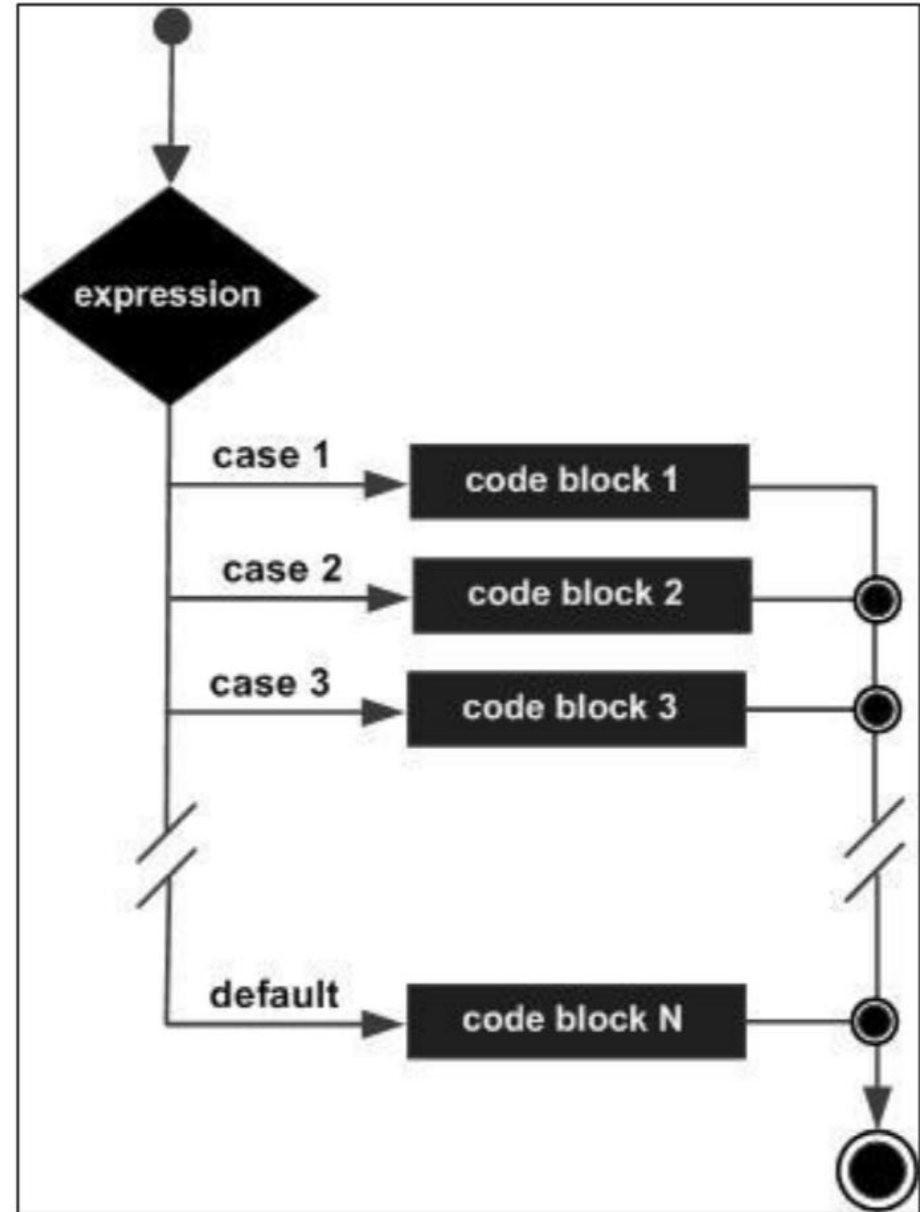 expression
case 1
code block 1
case 2
code block 2
case 3
code block 3
default
code block N